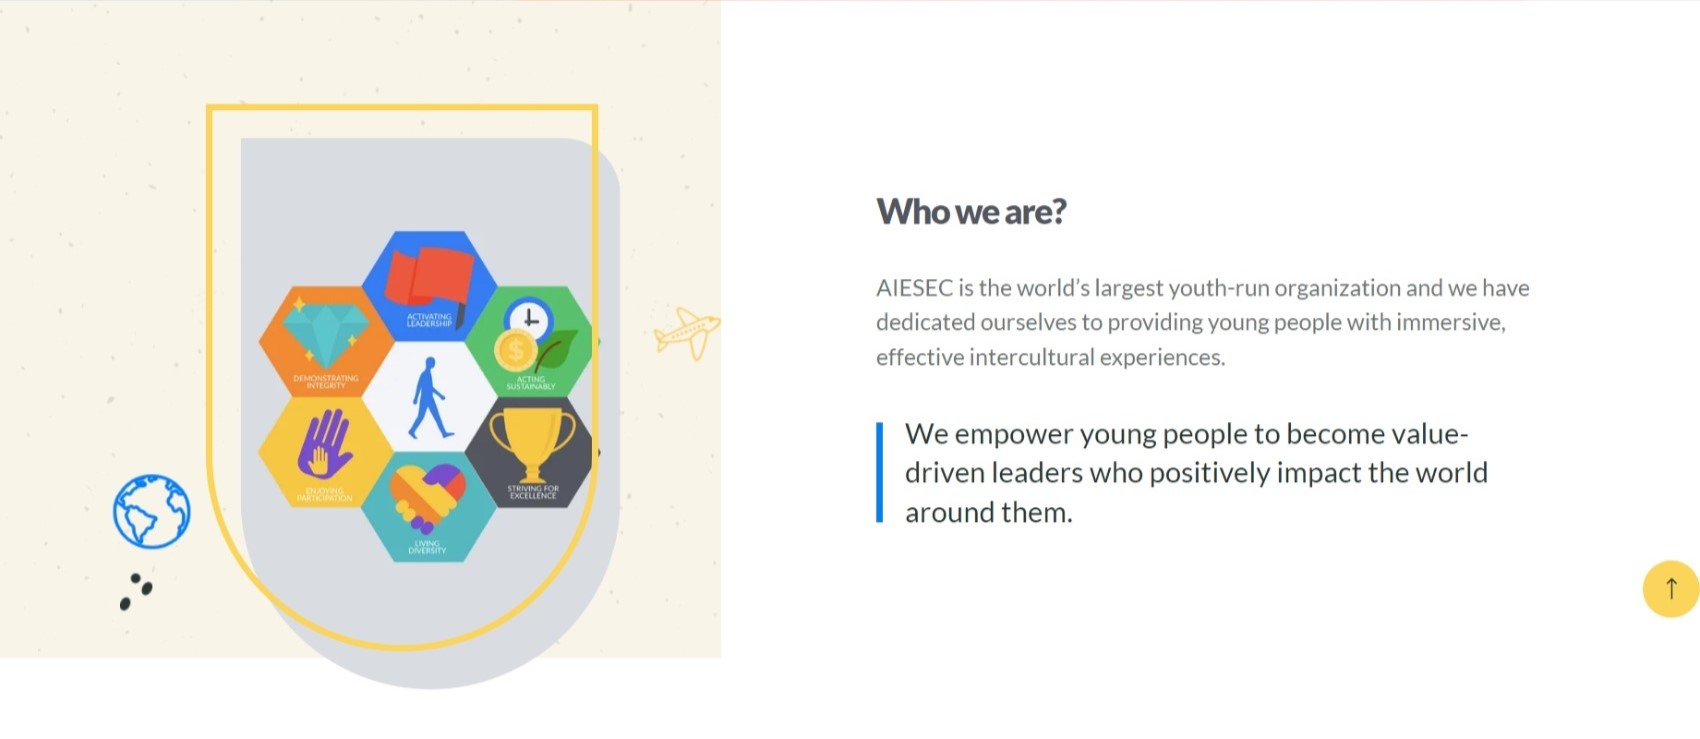 ACTIVATING
LEADERSHIP
DEMONSTRATING
INTEGRITY
ACTING
SUSTAINABLY
ENJOYING
PARTICIPATION
STRIVING FOR
EXCELLENCE
LIVING
DIVERSITY
Who we are?
AIESEC is the world's largest youth-run organization and we have
dedicated ourselves to providing young people with immersive,
effective intercultural experiences.
We empower young people to become value-
driven leaders who positively impact the world
around them.